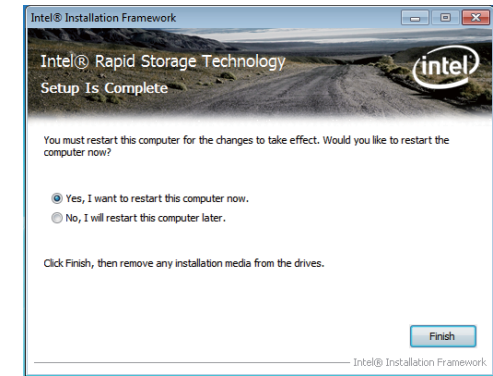 Intel® Installation Framework
Intel® Rapid Storage Technology
(intel)
Setup Is Complete
You must restart this computer for the changes to take effect. Would you like to restart the
computer now?
Yes, I want to restart this computer now.
No, I will restart this computer later.
Click Finish, then remove any installation media from the drives.
Finish
Intel® Installation Framework